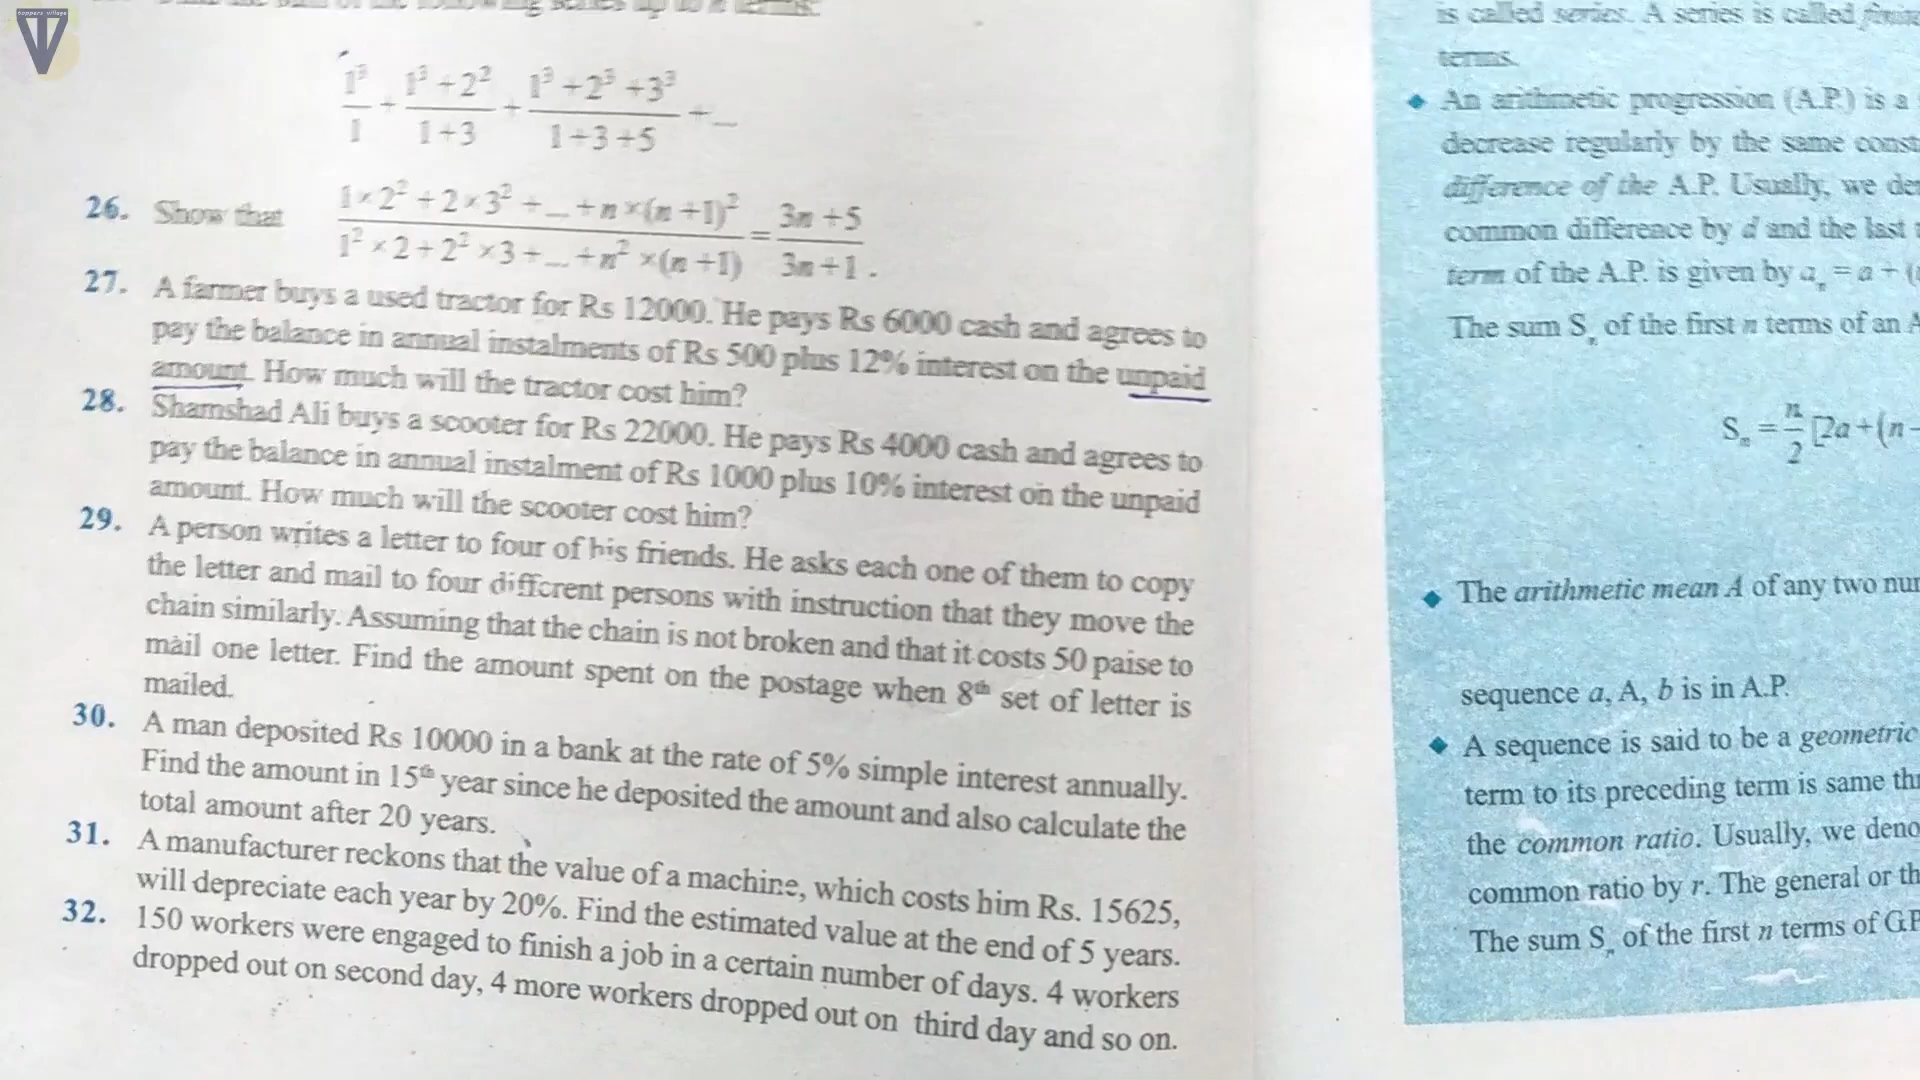 toppers village
series up to n terms.
1³/1 + 1³+2²/1+3 + 1³+2³+3³/1+3+5 + ...
26. Show that 1×2²+2×3²+...+n×(n+1)²/1²×2+2²×3+...+n²×(n+1) = 3n+5/3n+1.
27. A farmer buys a used tractor for Rs 12000. He pays Rs 6000 cash and agrees to
pay the balance in annual instalments of Rs 500 plus 12% interest on the unpaid
amount. How much will the tractor cost him?
28. Shamshad Ali buys a scooter for Rs 22000. He pays Rs 4000 cash and agrees to
pay the balance in annual instalment of Rs 1000 plus 10% interest on the unpaid
amount. How much will the scooter cost him?
29. A person writes a letter to four of his friends. He asks each one of them to copy
the letter and mail to four different persons with instruction that they move the
chain similarly. Assuming that the chain is not broken and that it costs 50 paise to
mail one letter. Find the amount spent on the postage when 8th set of letter is
mailed.
30. A man deposited Rs 10000 in a bank at the rate of 5% simple interest annually.
Find the amount in 15th year since he deposited the amount and also calculate the
total amount after 20 years.
31. A manufacturer reckons that the value of a machine, which costs him Rs. 15625,
will depreciate each year by 20%. Find the estimated value at the end of 5 years.
32. 150 workers were engaged to finish a job in a certain number of days. 4 workers
dropped out on second day, 4 more workers dropped out on third day and so on.
is called series. A series is called finite
terms.
◆ An arithmetic progression (A.P.) is a
decrease regularly by the same const
difference of the A.P. Usually, we de
common difference by d and the last
term of the A.P. is given by aₙ = a + (
The sum Sₙ of the first n terms of an A
Sₙ = n/2 [2a+(n-
◆ The arithmetic mean A of any two nu
sequence a, A, b is in A.P.
◆ A sequence is said to be a geometric
term to its preceding term is same th
the common ratio. Usually, we deno
common ratio by r. The general or th
The sum Sₙ of the first n terms of G.P